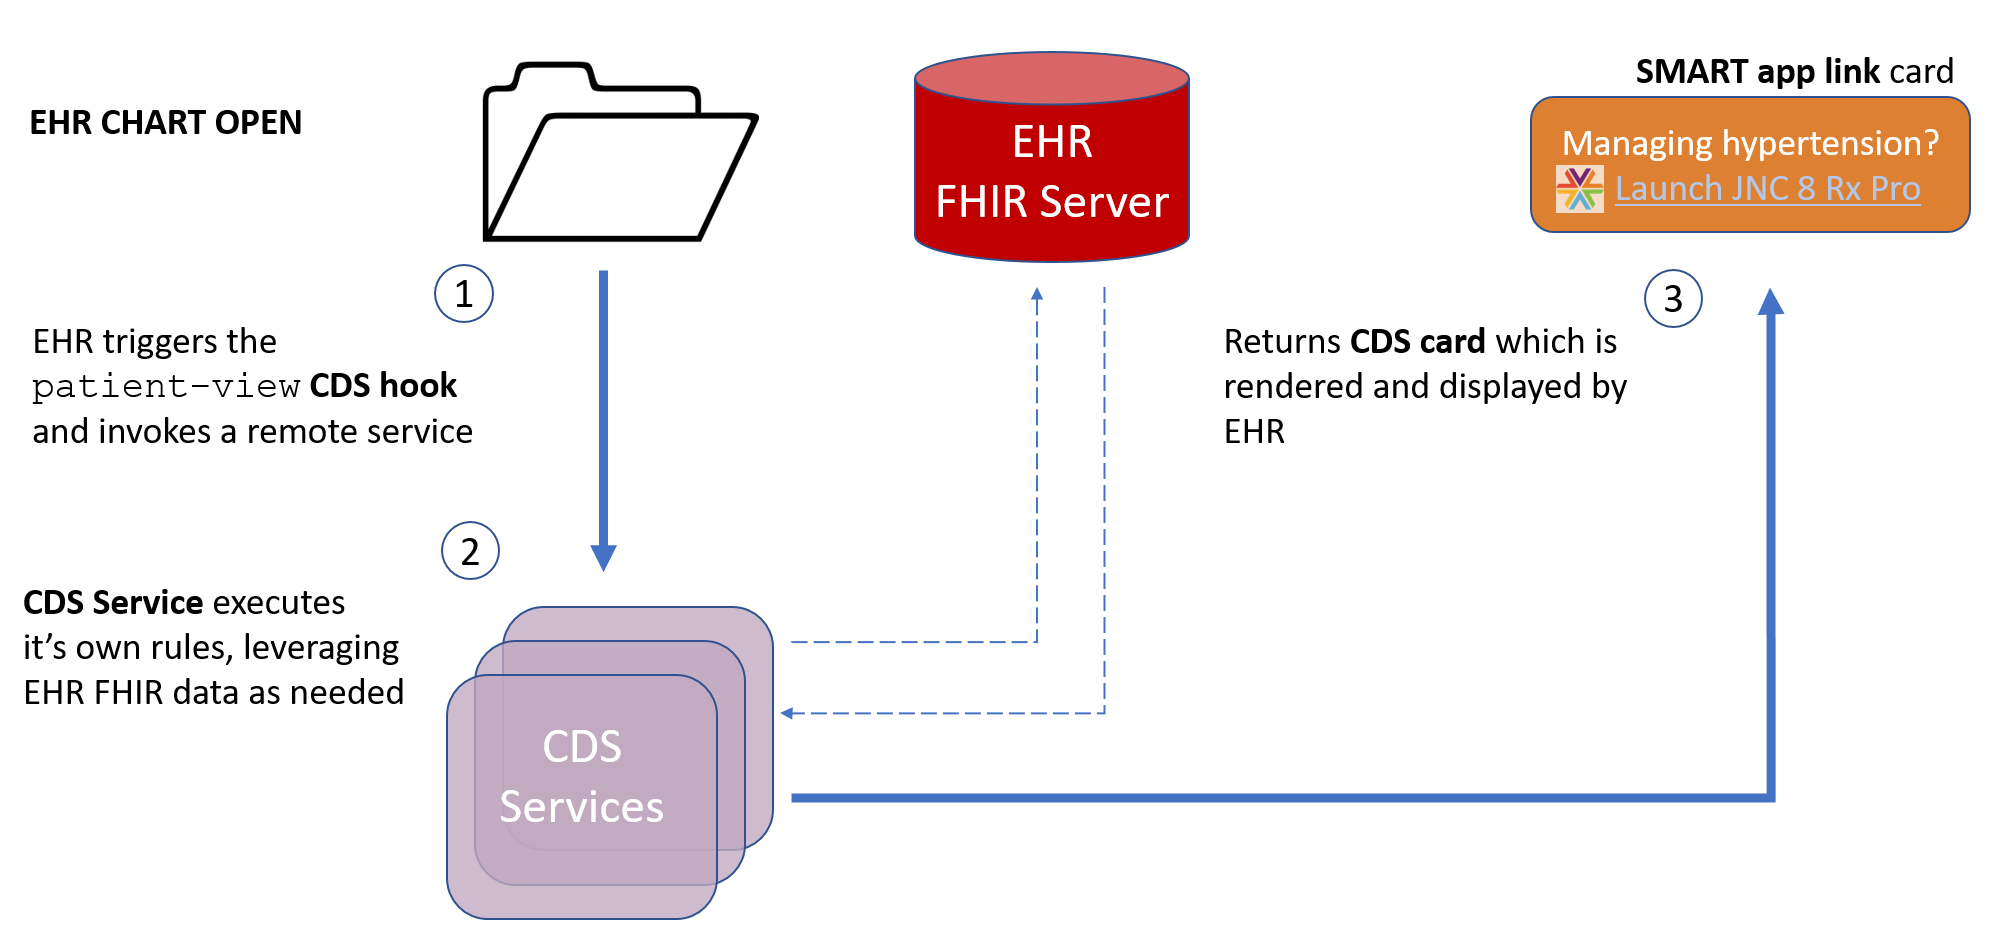 EHR CHART OPEN
EHR
FHIR Server
SMART app link card
Managing hypertension?
Launch JNC 8 Rx Pro
1
EHR triggers the
patient-view CDS hook
and invokes a remote service
3
Returns CDS card which is
rendered and displayed by
EHR
2
CDS Service executes
it’s own rules, leveraging
EHR FHIR data as needed
CDS
Services